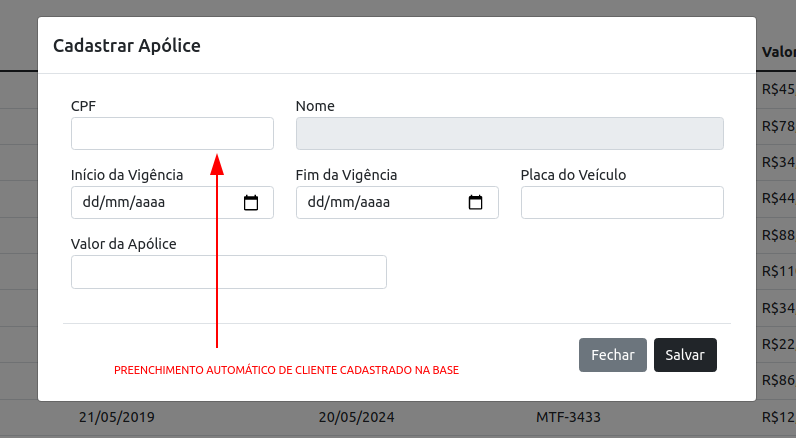 Cadastrar Apólice
Valor
CPF
Nome
R$45
R$78
R$34
Início da Vigência
Fim da Vigência
Placa do Veículo
dd/mm/aaaa
dd/mm/aaaa
R$44
Valor da Apólice
R$88
R$110
R$34
R$22
Fechar
Salvar
PREENCHIMENTO AUTOMÁTICO DE CLIENTE CADASTRADO NA BASE
R$86
21/05/2019
20/05/2024
MTF-3433
R$12